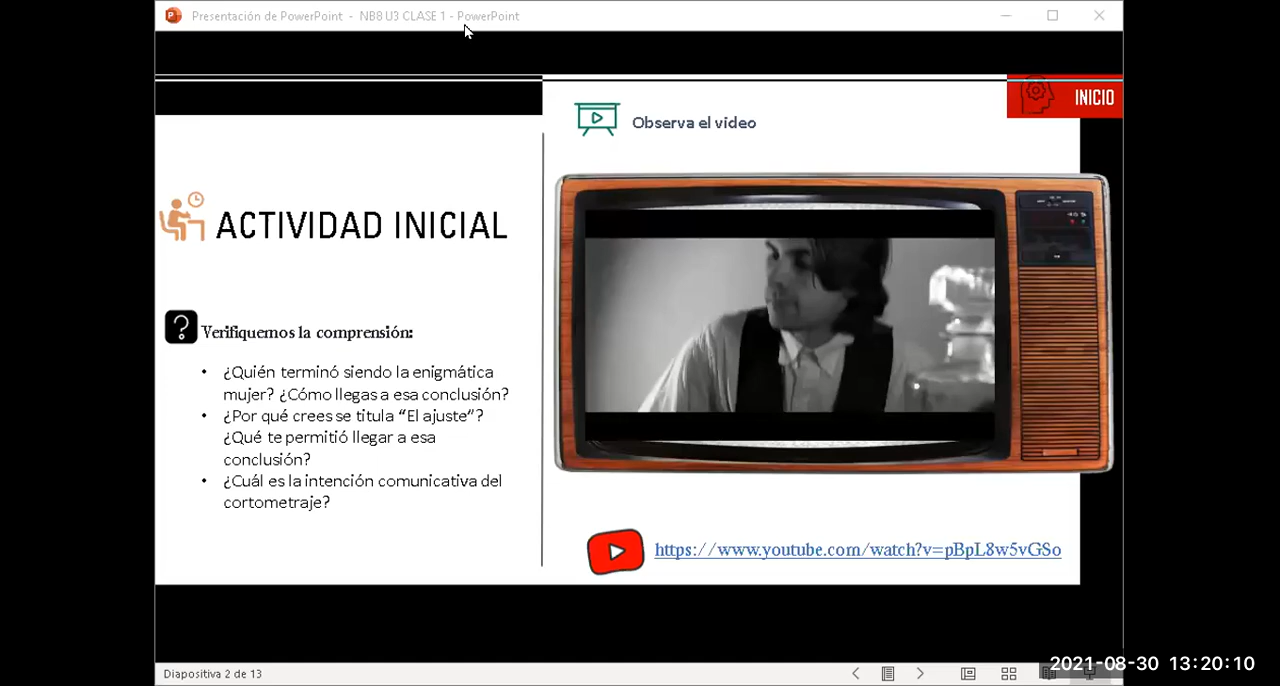 Presentación de PowerPoint - NB8 U3 CLASE 1 - PowerPoint
INICIO
Observa el video
ACTIVIDAD INICIAL
?
Verifiquemos la comprensión:
• ¿Quién terminó siendo la enigmática
mujer? ¿Cómo llegas a esa conclusión?
• ¿Por qué crees se titula “El ajuste”?
¿Qué te permitió llegar a esa
conclusión?
• ¿Cuál es la intención comunicativa del
cortometraje?
https://www.youtube.com/watch?v=pBpL8w5vGSo
Diapositiva 2 de 13
2021-08-30 13:20:10